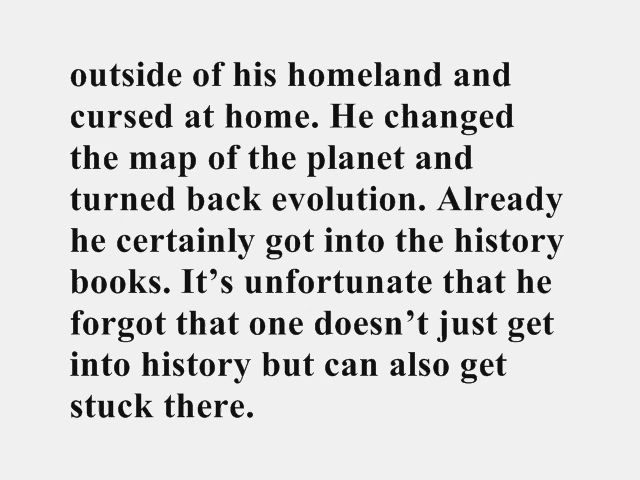 outside of his homeland and
cursed at home. He changed
the map of the planet and
turned back evolution. Already
he certainly got into the history
books. It’s unfortunate that he
forgot that one doesn’t just get
into history but can also get
stuck there.